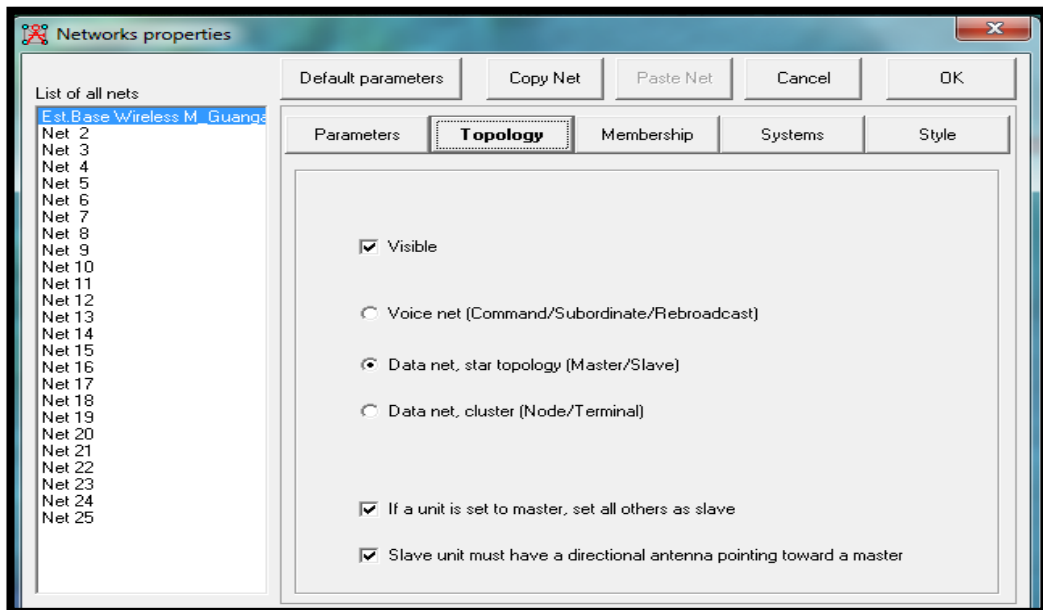 Networks properties
List of all nets
Est.Base Wireless M_Guanga
Net 2
Net 3
Net 4
Net 5
Net 6
Net 7
Net 8
Net 9
Net 10
Net 11
Net 12
Net 13
Net 14
Net 15
Net 16
Net 17
Net 18
Net 19
Net 20
Net 21
Net 22
Net 23
Net 24
Net 25
Default parameters
Copy Net
Paste Net
Cancel
OK
Parameters
Topology
Membership
Systems
Style
Visible
Voice net (Command/Subordinate/Rebroadcast)
Data net, star topology (Master/Slave)
Data net, cluster (Node/Terminal)
If a unit is set to master, set all others as slave
Slave unit must have a directional antenna pointing toward a master